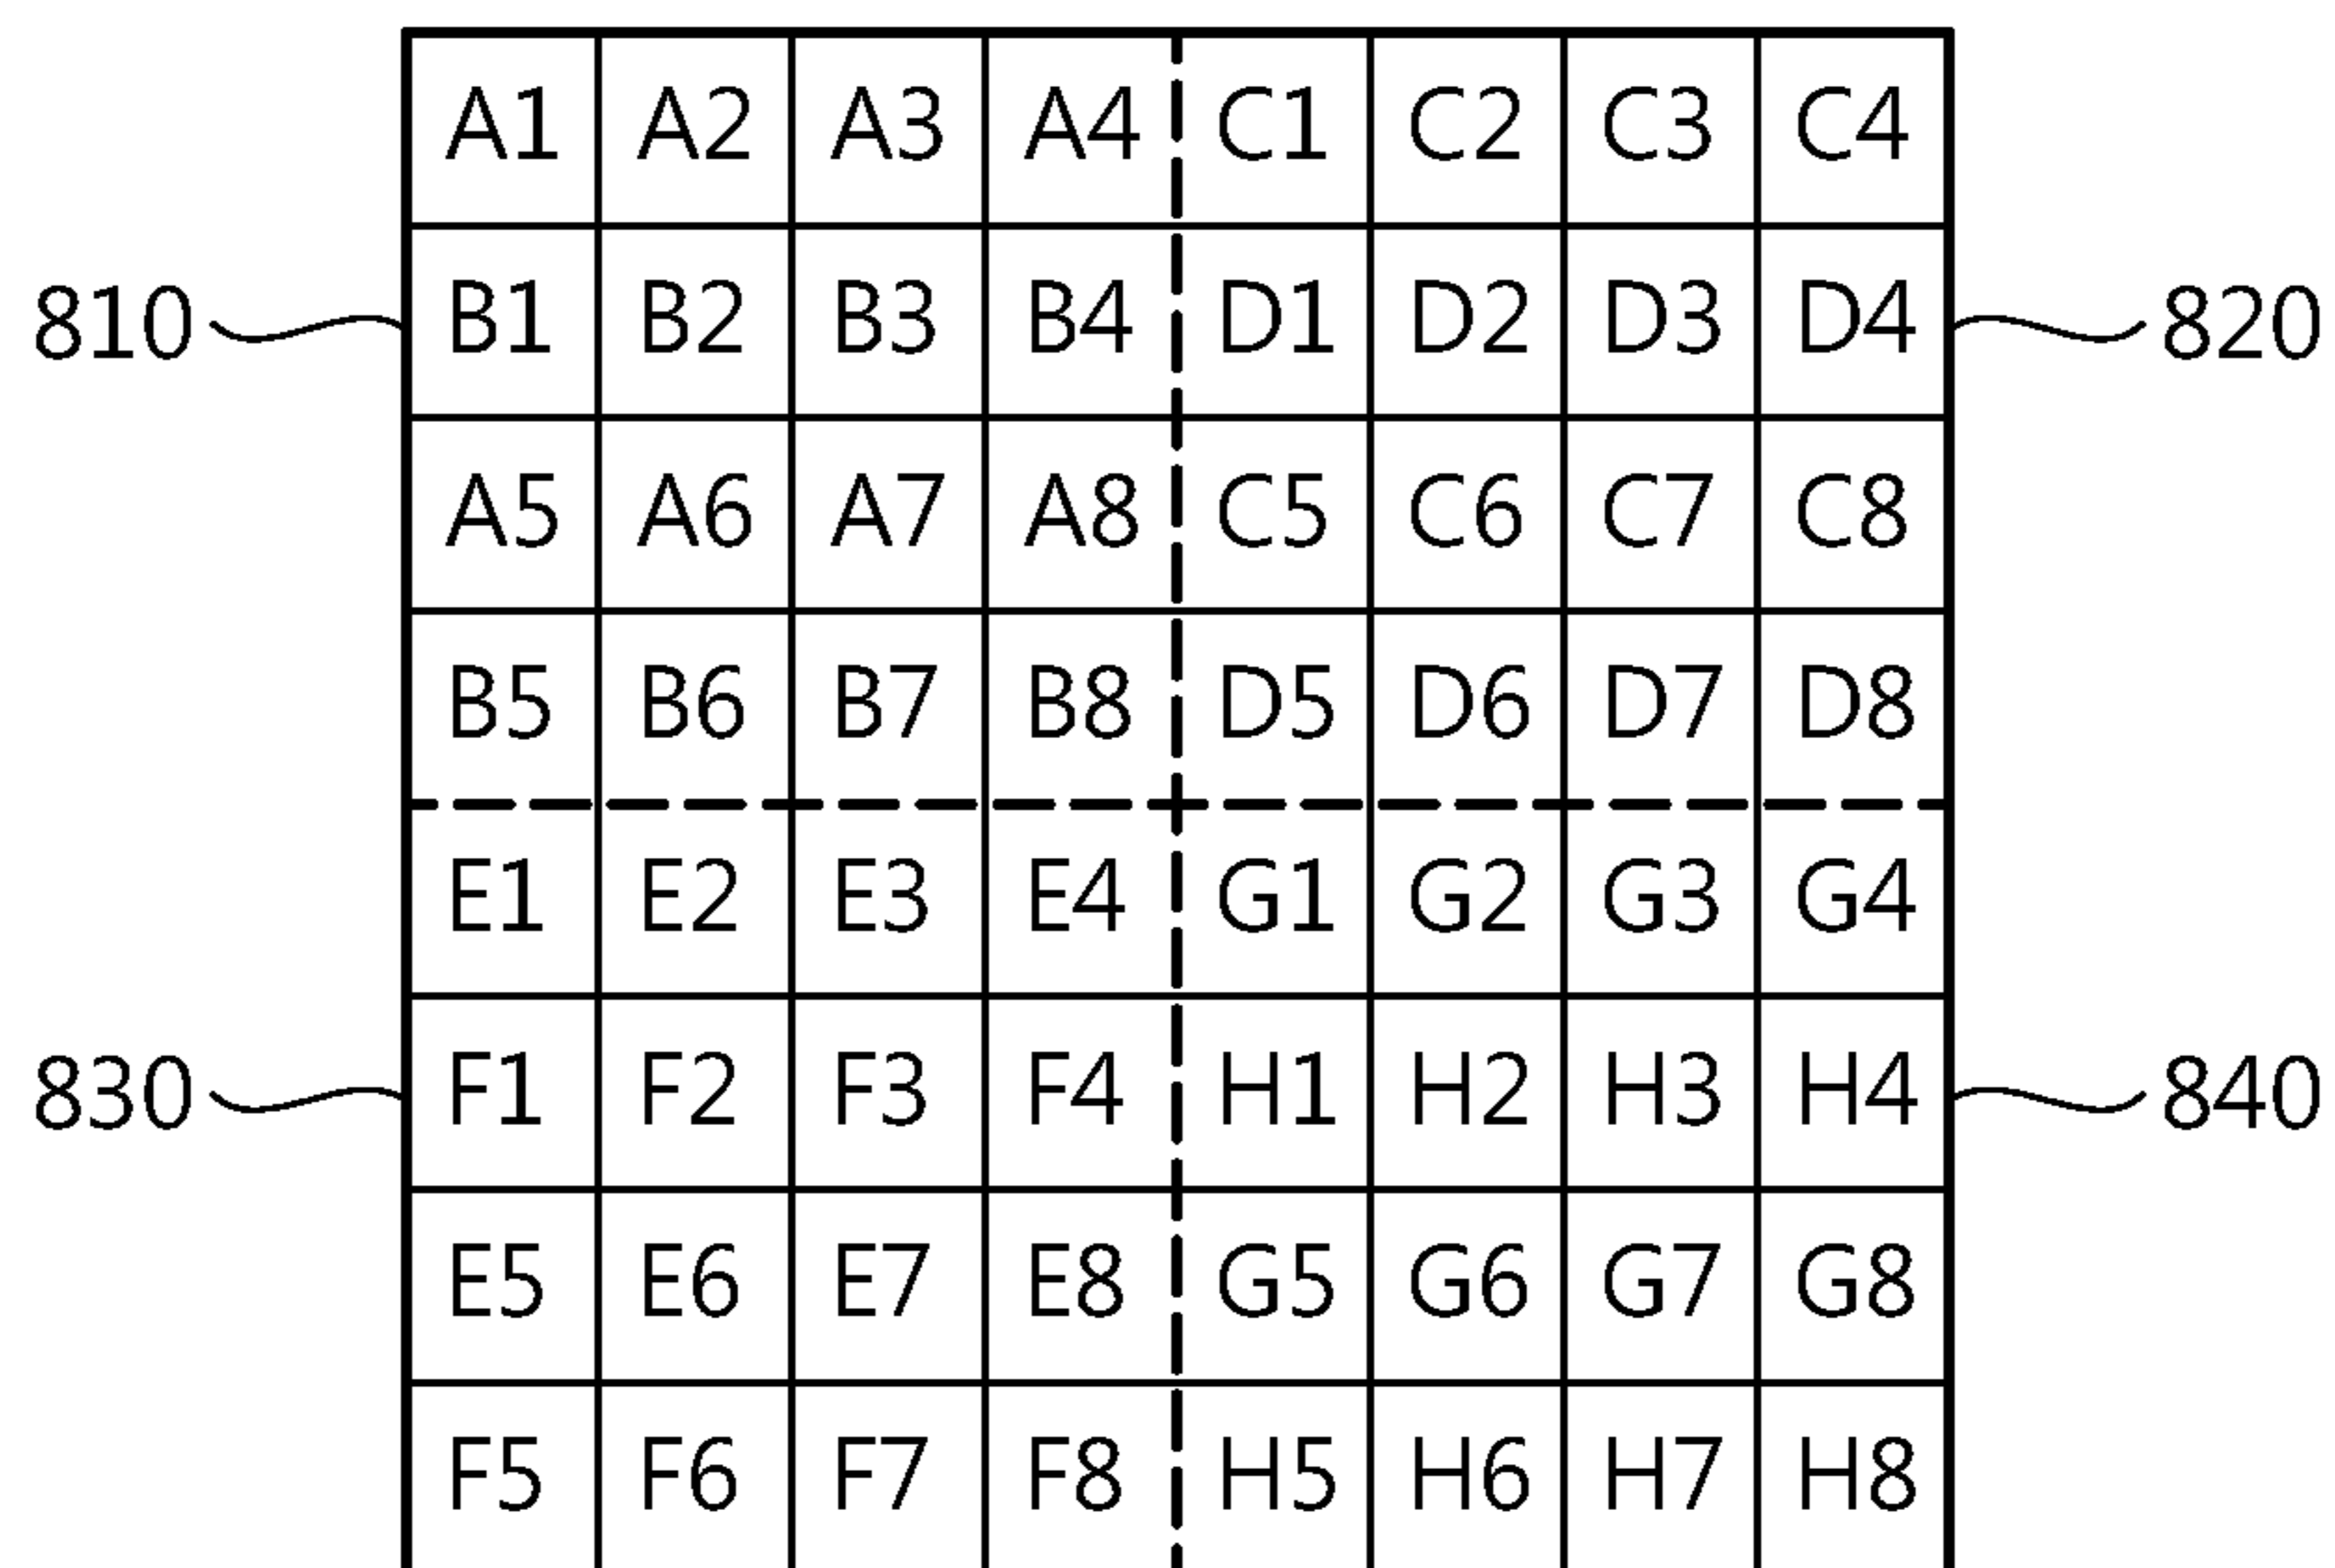 A1 A2 A3 A4 C1 C2 C3 C4
810 B1 B2 B3 B4 D1 D2 D3 D4 820
A5 A6 A7 A8 C5 C6 C7 C8
B5 B6 B7 B8 D5 D6 D7 D8
E1 E2 E3 E4 G1 G2 G3 G4
830 F1 F2 F3 F4 H1 H2 H3 H4 840
E5 E6 E7 E8 G5 G6 G7 G8
F5 F6 F7 F8 H5 H6 H7 H8